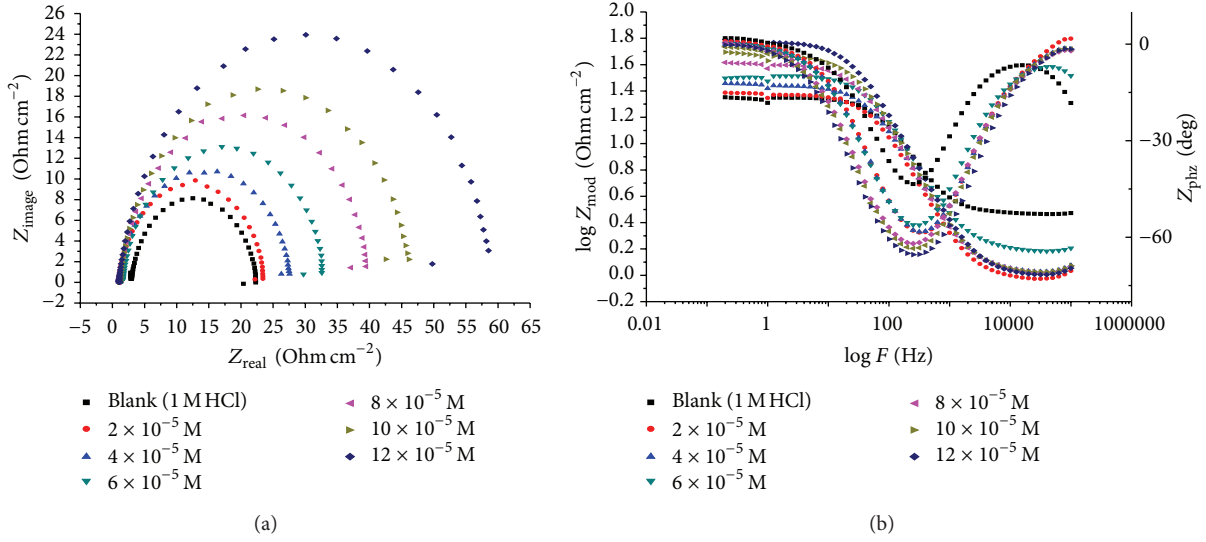 26
24
22
20
18
16
14
12
10
8
6
4
2
0
−2
Z_image (Ohm cm⁻²)
−5 0 5 10 15 20 25 30 35 40 45 50 55 60 65
Z_real (Ohm cm⁻²)
Blank (1 M HCl)
2 × 10⁻⁵ M
4 × 10⁻⁵ M
6 × 10⁻⁵ M
8 × 10⁻⁵ M
10 × 10⁻⁵ M
12 × 10⁻⁵ M
(a)
2.0
1.8
1.6
1.4
1.2
1.0
0.8
0.6
0.4
0.2
0.0
−0.2
log Z_mod (Ohm cm⁻²)
0
−30
−60
Z_phz (deg)
0.01 1 100 10000 1000000
log F (Hz)
Blank (1 M HCl)
2 × 10⁻⁵ M
4 × 10⁻⁵ M
6 × 10⁻⁵ M
8 × 10⁻⁵ M
10 × 10⁻⁵ M
12 × 10⁻⁵ M
(b)